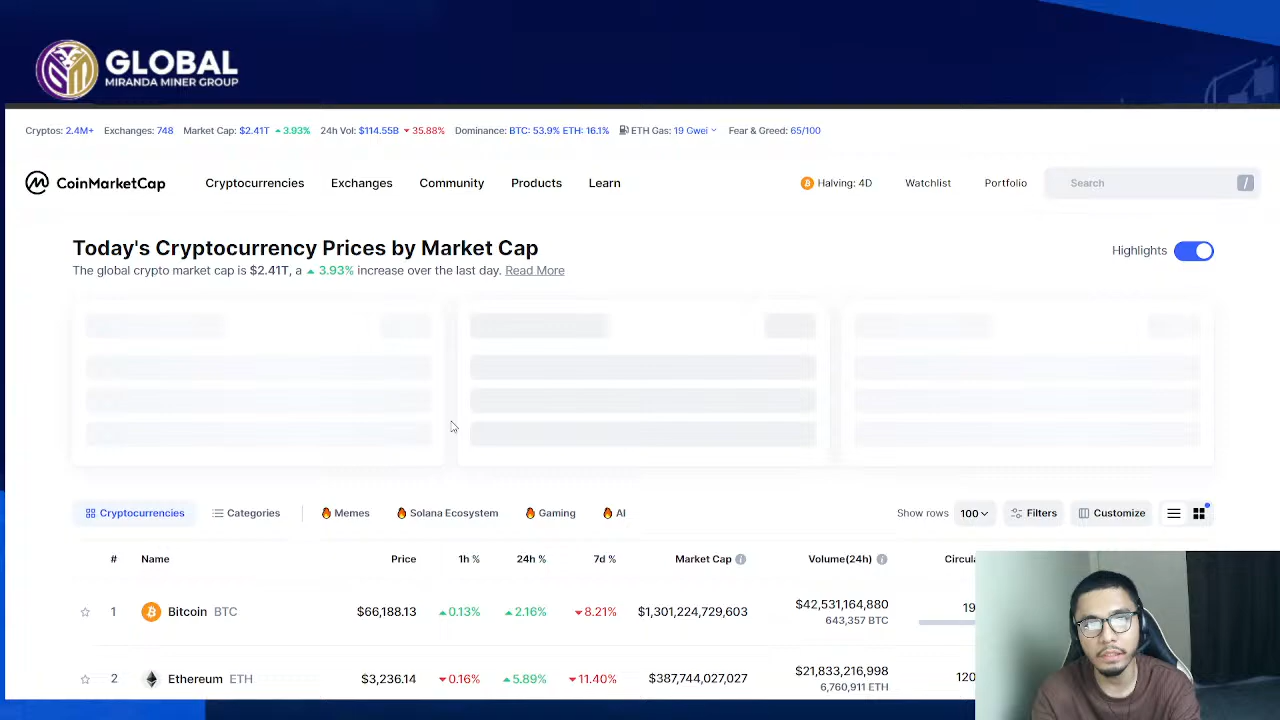 GLOBAL
MIRANDA MINER GROUP
Cryptos: 2.4M+ Exchanges: 748 Market Cap: $2.41T 3.93% 24h Vol: $114.55B 35.88% Dominance: BTC: 53.9% ETH: 16.1% ETH Gas: 19 Gwei Fear & Greed: 65/100
CoinMarketCap Cryptocurrencies Exchanges Community Products Learn Halving: 4D Watchlist Portfolio Search /
Today's Cryptocurrency Prices by Market Cap Highlights
The global crypto market cap is $2.41T, a 3.93% increase over the last day. Read More
Cryptocurrencies Categories Memes Solana Ecosystem Gaming AI Show rows 100 Filters Customize
# Name Price 1h % 24h % 7d % Market Cap Volume(24h) Circula
1 Bitcoin BTC $66,188.13 0.13% 2.16% 8.21% $1,301,224,729,603 $42,531,164,880 19
643,357 BTC
2 Ethereum ETH $3,236.14 0.16% 5.89% 11.40% $387,744,027,027 $21,833,216,998 120
6,760,911 ETH